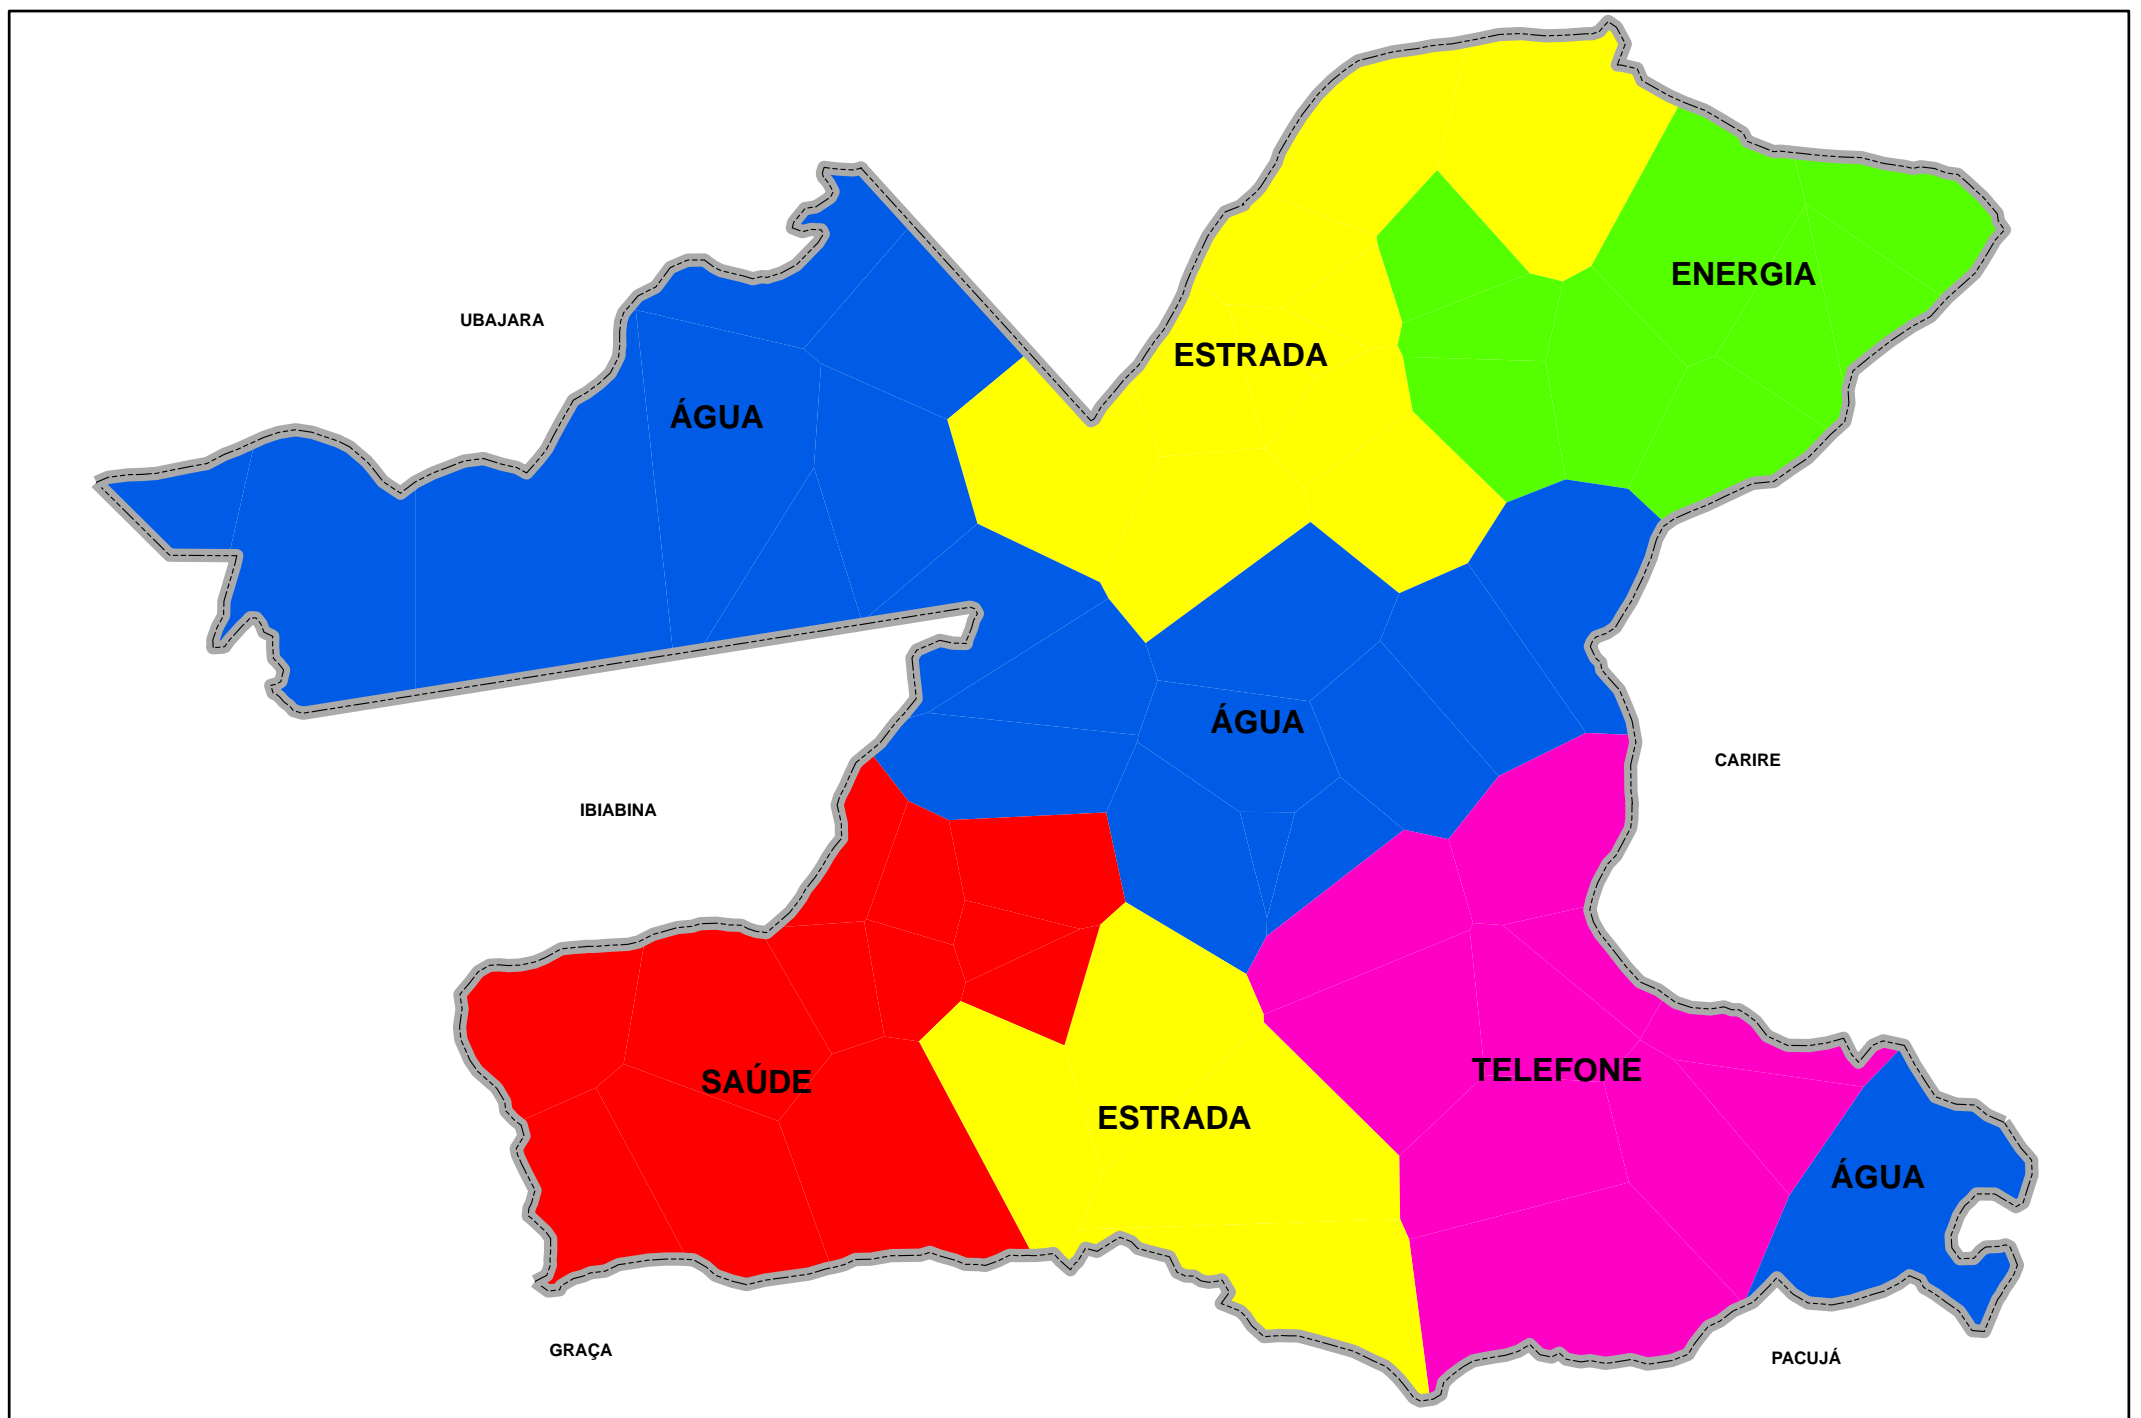 ENERGIA
UBAJARA
ESTRADA
ÁGUA
ÁGUA
CARIRE
IBIABINA
TELEFONE
SAÚDE
ESTRADA
ÁGUA
GRAÇA
PACUJÁ